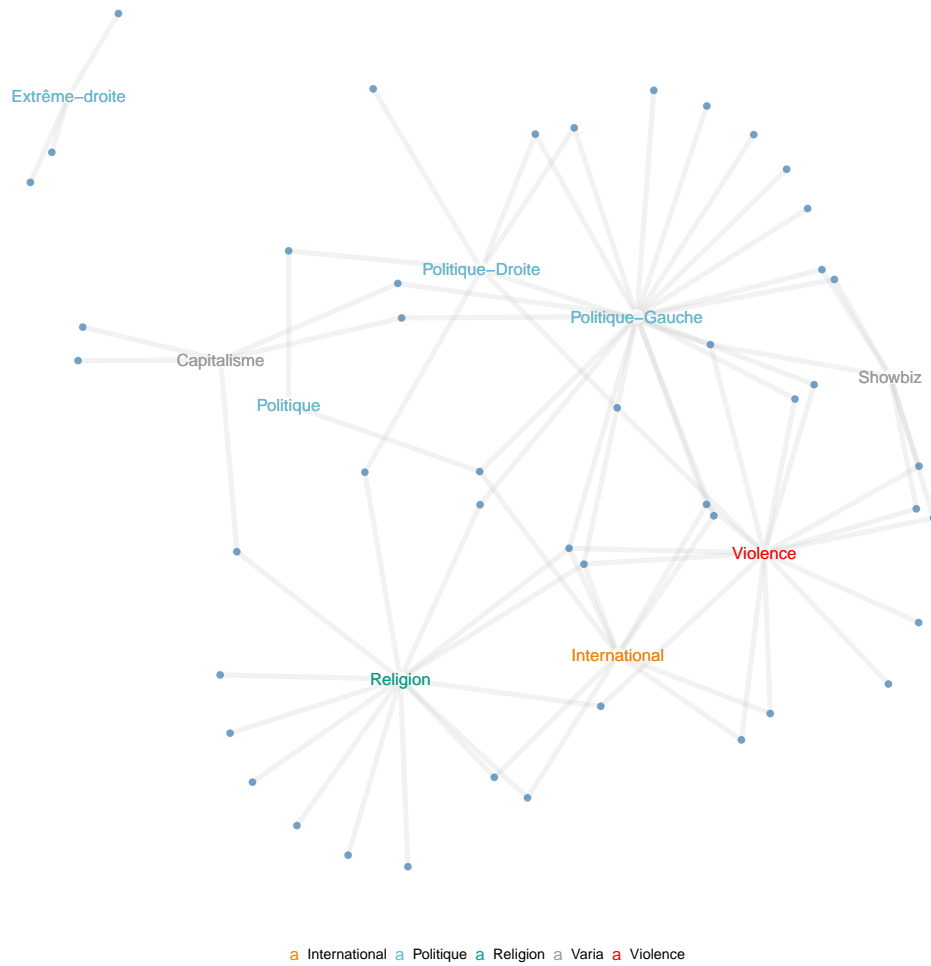 Extrême–droite
Politique–Droite
Politique–Gauche
Capitalisme
Showbiz
Politique
Violence
International
Religion
a International a Politique a Religion a Varia a Violence